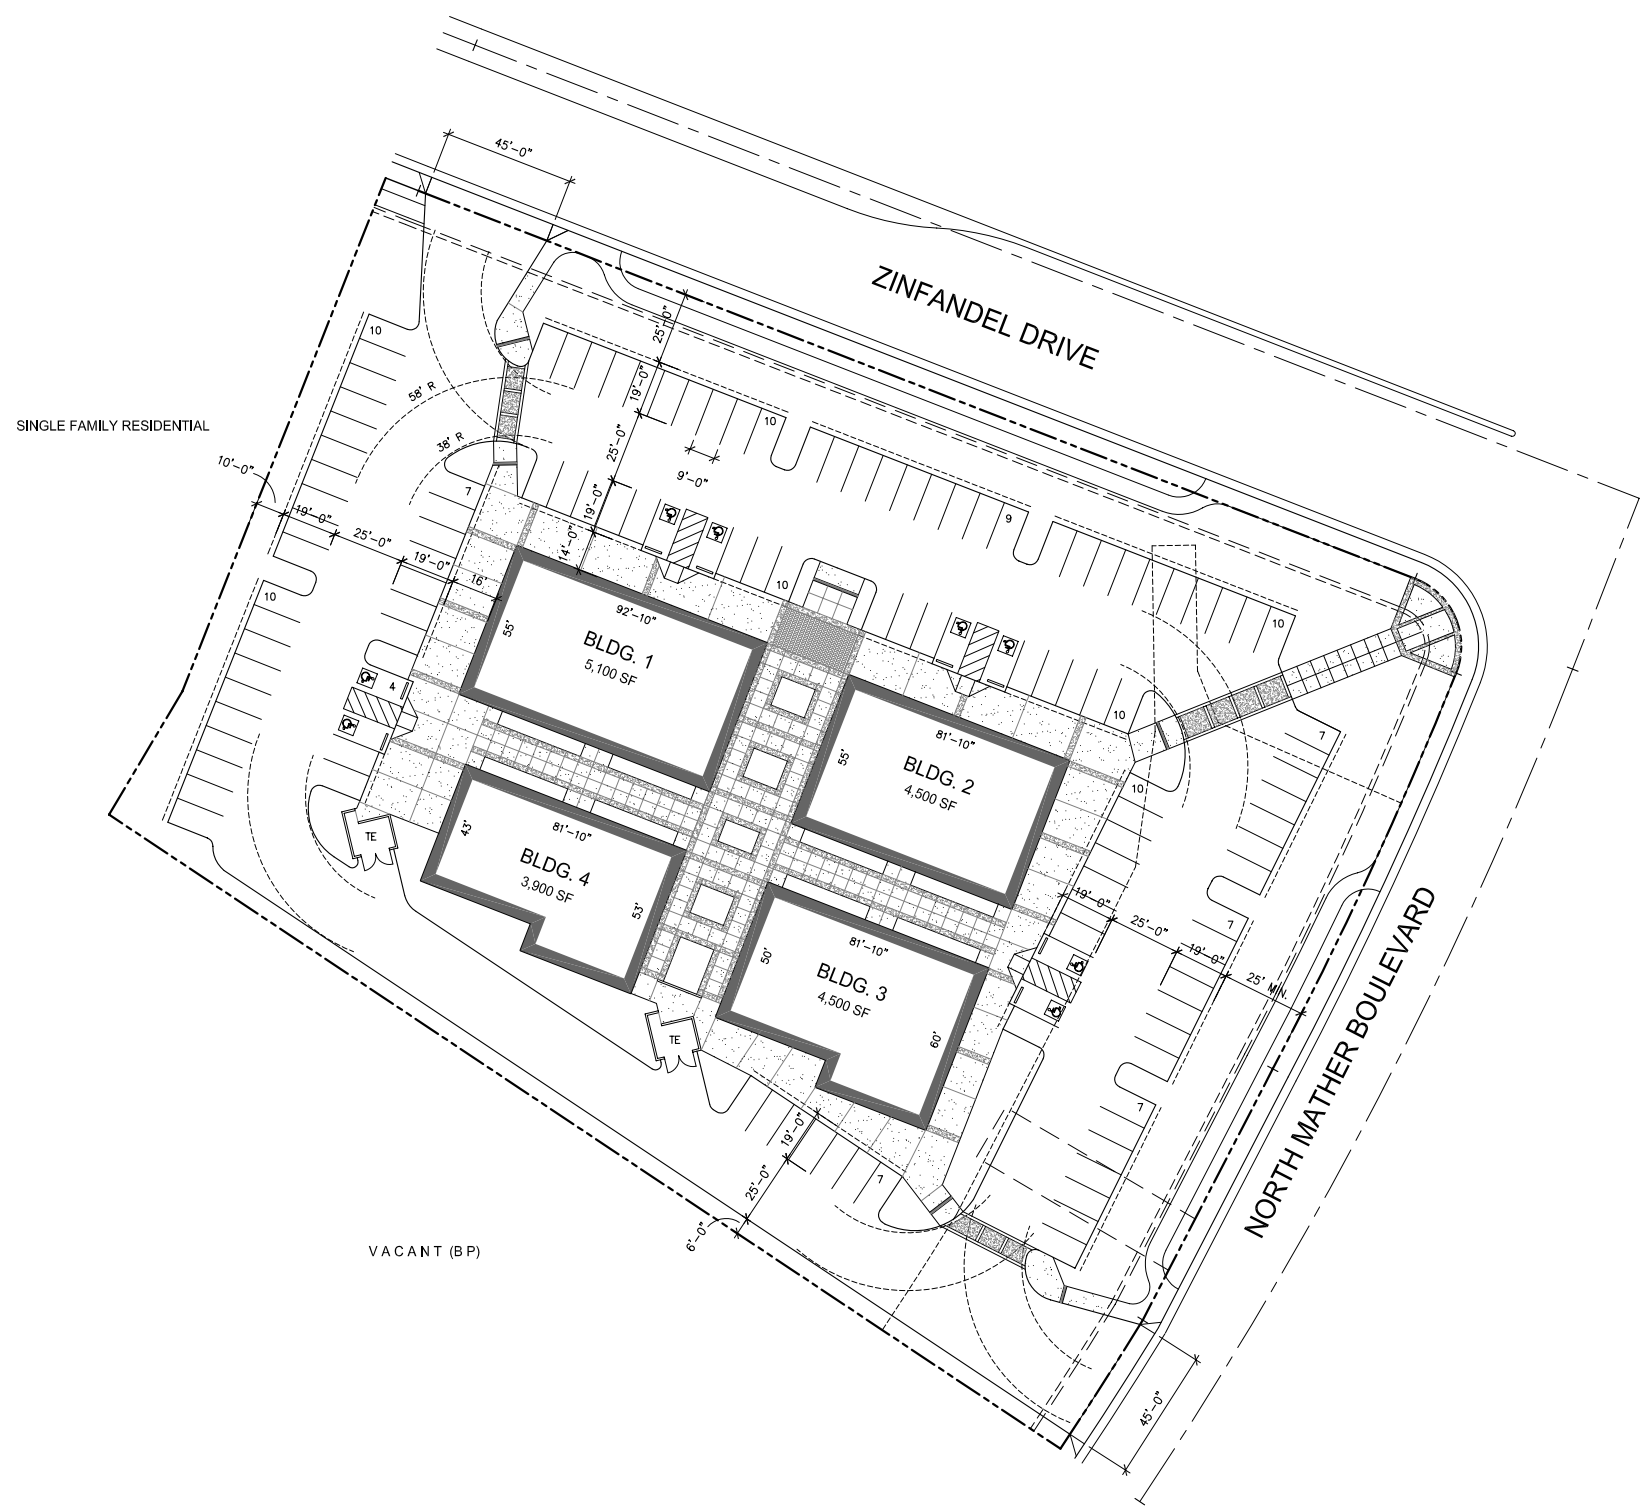 45'-0"
ZINFANDEL DRIVE
25'-0"
10
19'-0"
58' R
10
SINGLE FAMILY RESIDENTIAL
38' R
25'-0"
10'-0"
9'-0"
7
19'-0"
9
19'-0"
25'-0"
14'-0"
19'-0"
16'
10
10
92'-10"
10
55'
BLDG. 1
5,100 SF
4
10
7
81'-10"
55'
BLDG. 2
4,500 SF
10
43'
81'-10"
TE
BLDG. 4
3,900 SF
53'
19'-0"
25'-0"
7
19'-0"
81'-10"
50'
BLDG. 3
4,500 SF
25' MIN.
60'
TE
NORTH MATHER BOULEVARD
7
19'-0"
25'-0"
7
6'-0"
VACANT (BP)
45'-0"